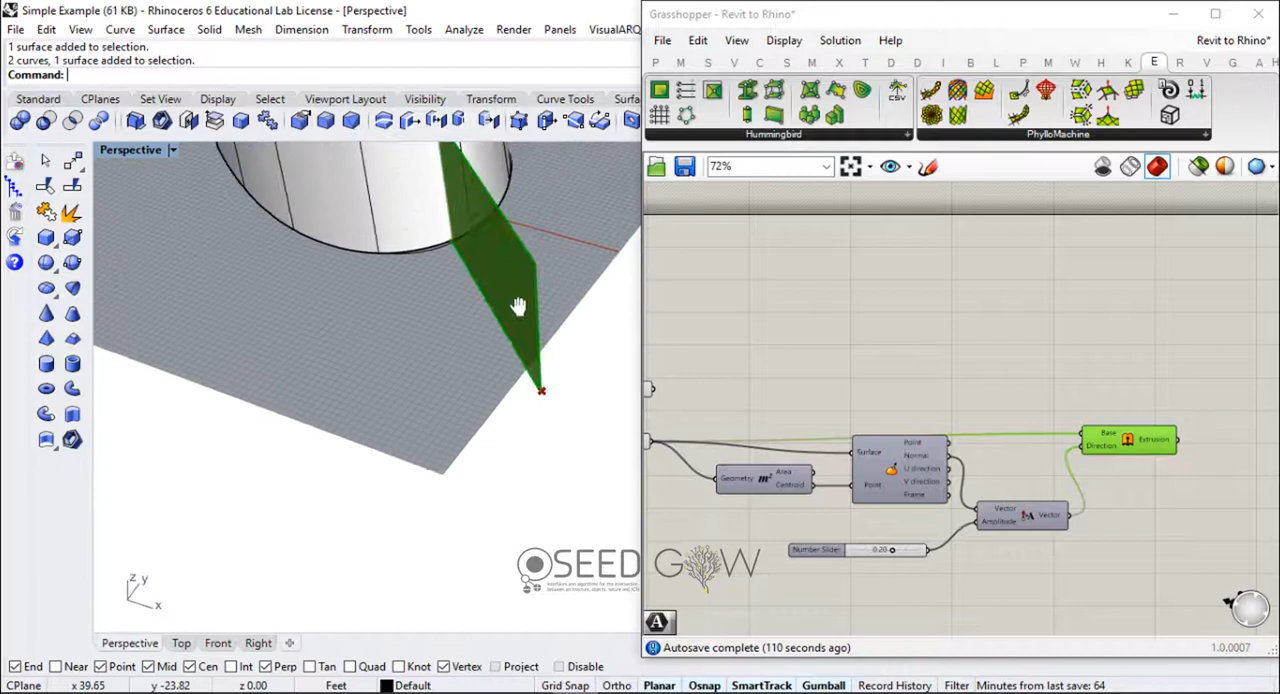 Simple Example (61 KB) - Rhinoceros 6 Educational Lab License - [Perspective]
File Edit View Curve Surface Solid Mesh Dimension Transform Tools Analyze Render Panels VisualARQ
1 surface added to selection.
2 curves, 1 surface added to selection.
Command:
Standard CPlanes Set View Display Select Viewport Layout Visibility Transform Curve Tools Surfa
Perspective
z y
x
Perspective Top Front Right
End Near Point Mid Cen Int Perp Tan Quad Knot Vertex Project Disable
CPlane x 39.65 y -23.82 z 0.00 Feet Default Grid Snap Ortho Planar Osnap SmartTrack Gumball Record History Filter Minutes from last save: 64
Grasshopper - Revit to Rhino*
File Edit View Display Solution Help Revit to Rhino*
P M S V C S M X T D D I B L P M W H K E R V G A H
CSV
Hummingbird PhylloMachine
72%
Surface Point
Point Normal U direction V direction Frame
Geometry m² Area Centroid
Base Direction Extrusion
Vector Amplitude Vector
Number Slider 0.20
SEED GROW
Autosave complete (110 seconds ago) 1.0.0007